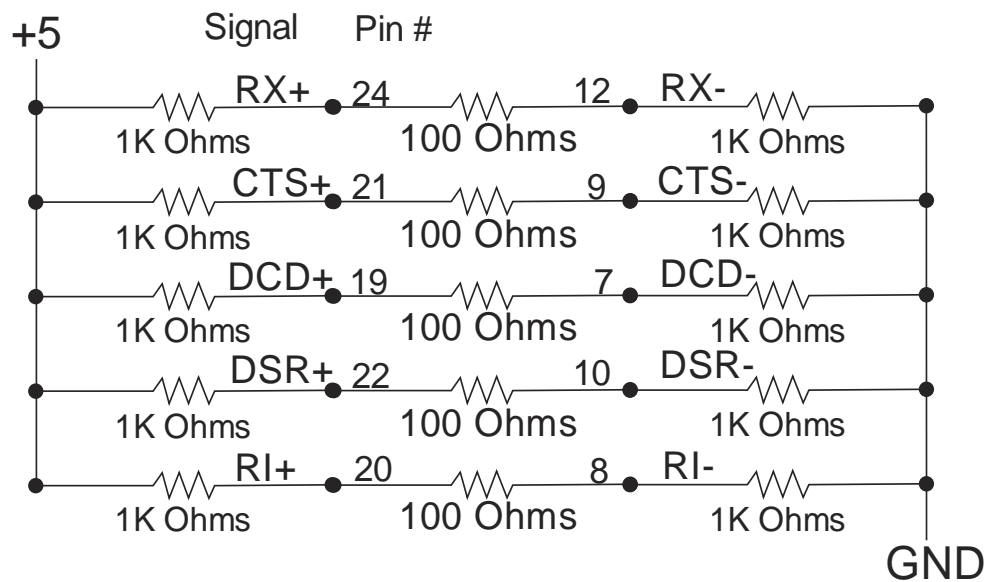 +5 Signal Pin #
RX+ 24 12 RX-
1K Ohms 100 Ohms 1K Ohms
CTS+ 21 9 CTS-
1K Ohms 100 Ohms 1K Ohms
DCD+ 19 7 DCD-
1K Ohms 100 Ohms 1K Ohms
DSR+ 22 10 DSR-
1K Ohms 100 Ohms 1K Ohms
RI+ 20 8 RI-
1K Ohms 100 Ohms 1K Ohms
GND